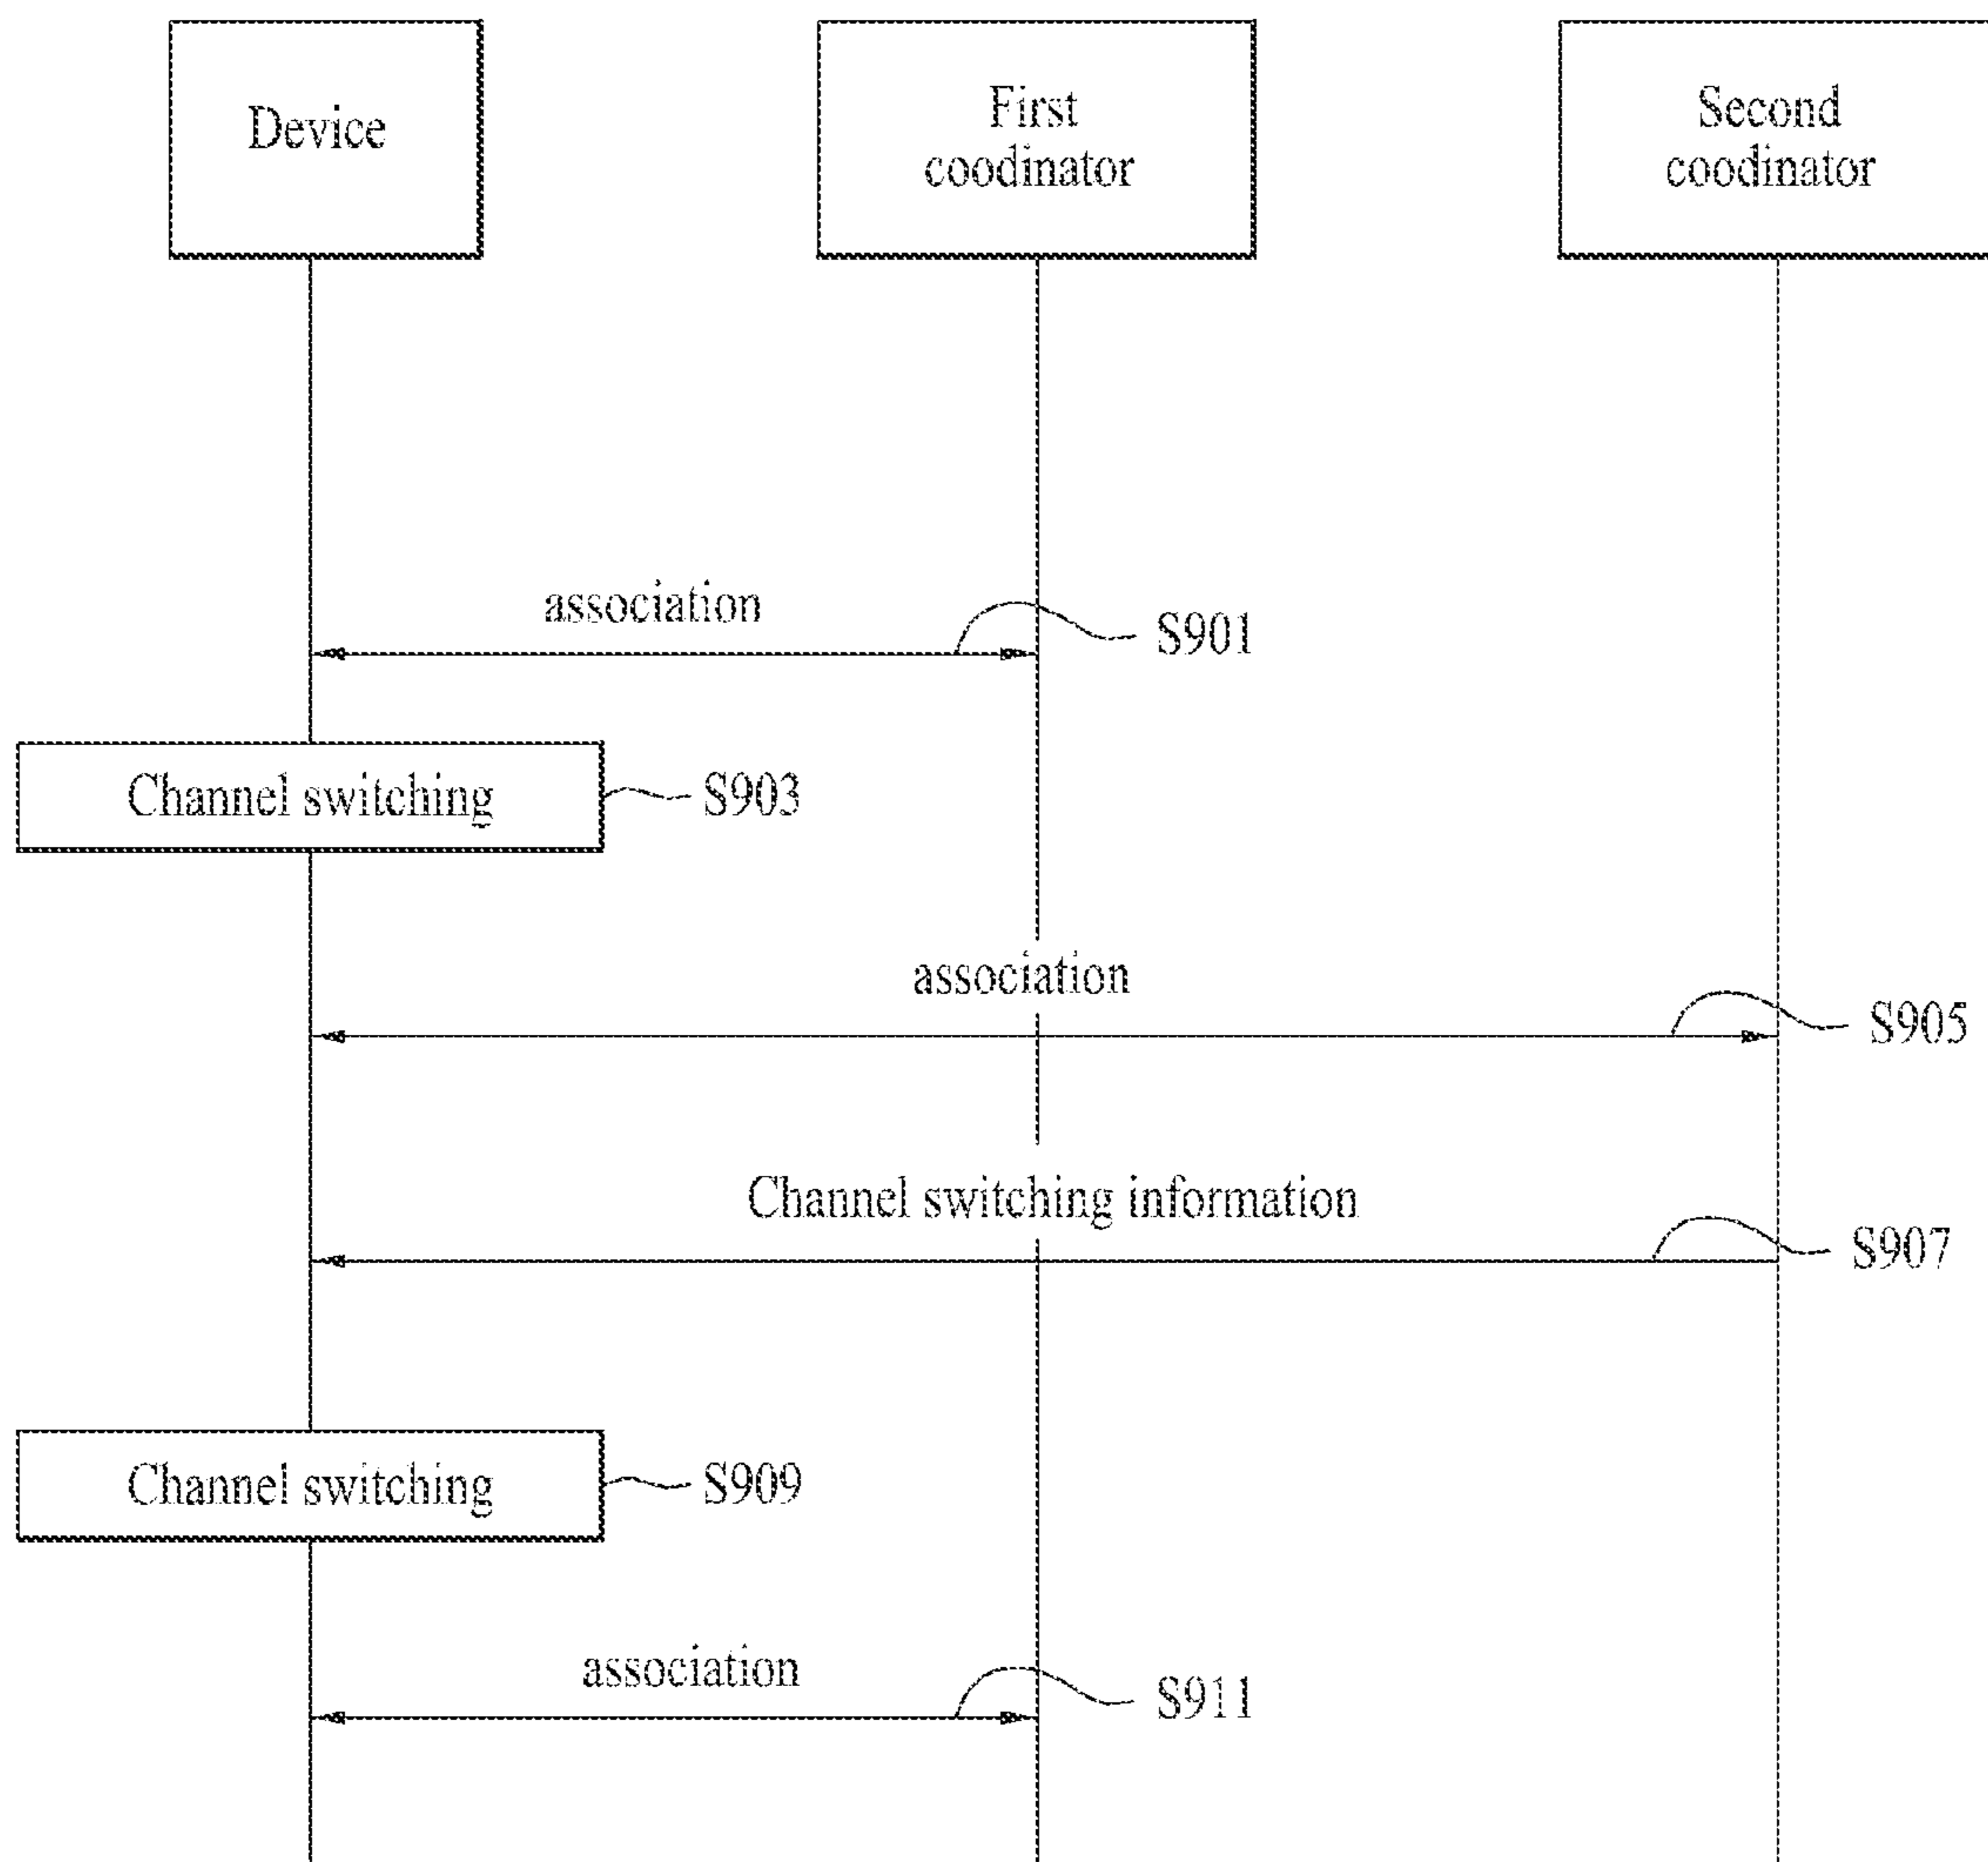 Device
First
coodinator
Second
coodinator
association
S901
Channel switching
S903
association
S905
Channel switching information
S907
Channel switching
S909
association
S911